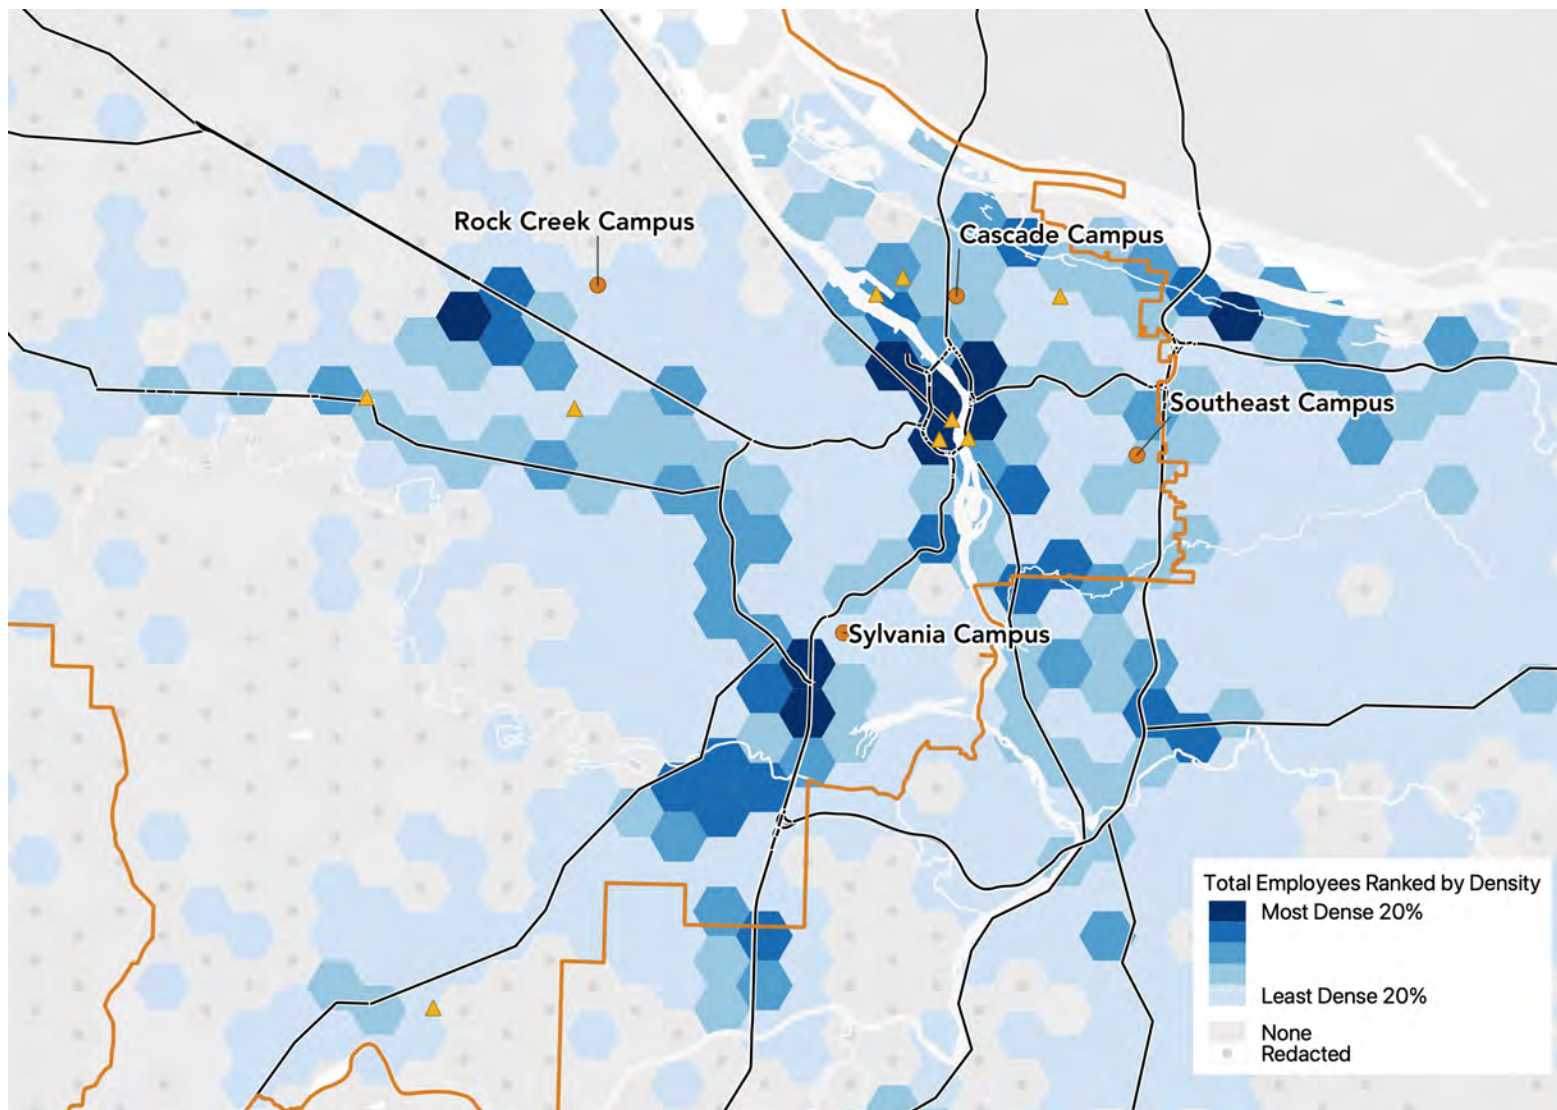 Rock Creek Campus
Cascade Campus
Southeast Campus
Sylvania Campus
Total Employees Ranked by Density
Most Dense 20%
Least Dense 20%
None
Redacted